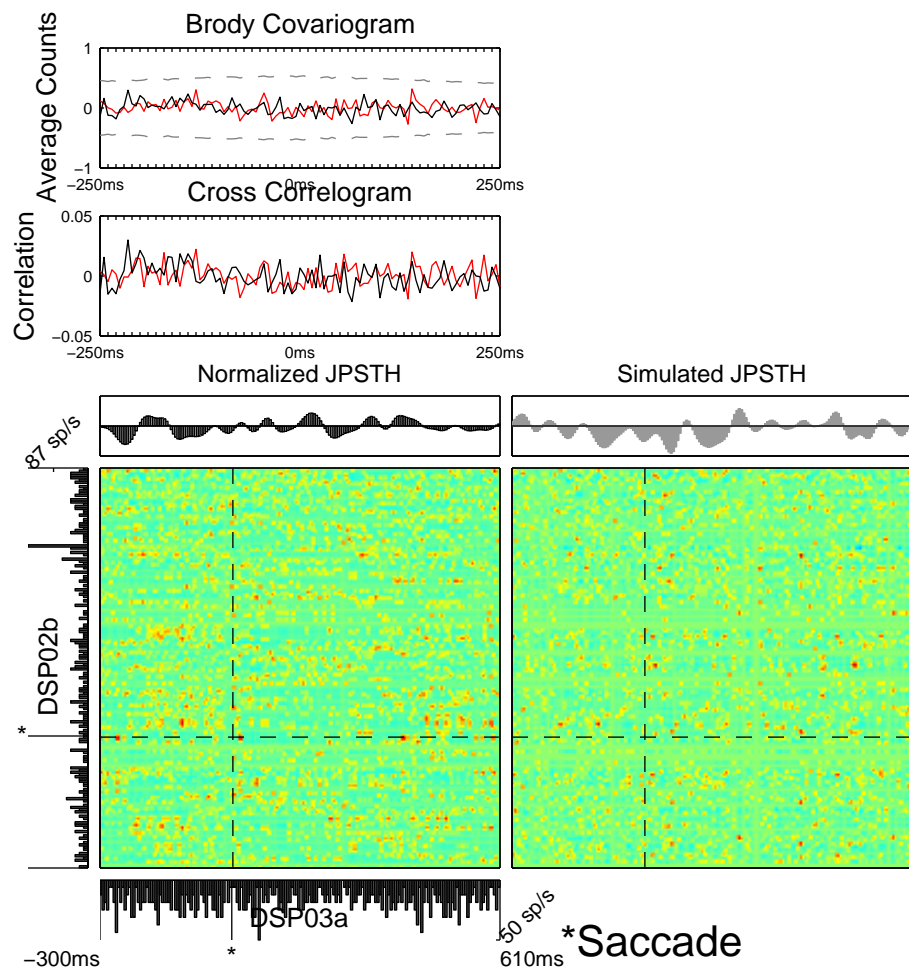 Brody Covariogram
Average Counts
1
0
−1
−250ms
0ms
250ms
Cross Correlogram
Correlation
0.05
0
−0.05
−250ms
0ms
250ms
Normalized JPSTH
Simulated JPSTH
87 sp/s
DSP02b
*
DSP03a
50 sp/s
*
−300ms
610ms
*Saccade